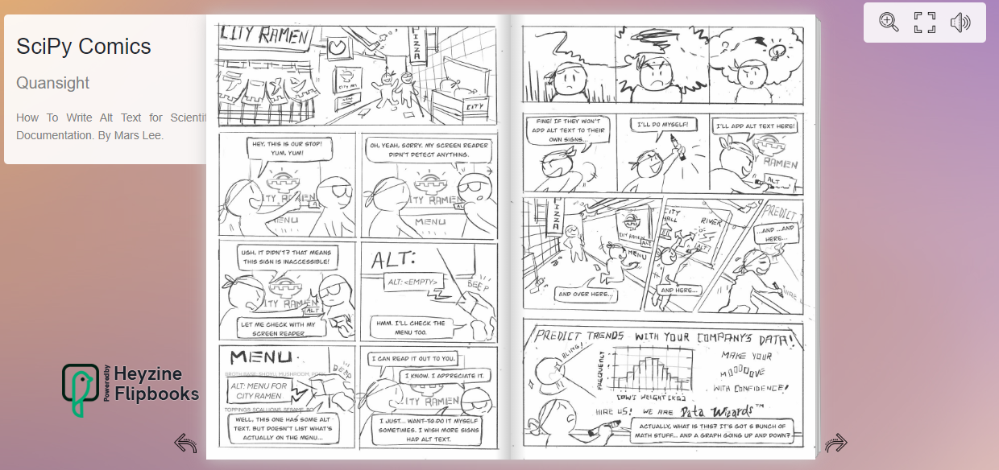 SciPy Comics
Quansight
How To Write Alt Text for Scientif
Documentation. By Mars Lee.
Powered by
Heyzine
Flipbooks
CITY RAMEN
PIZZA
CITY
HEY, THIS IS OUR STOP!
YUM, YUM!
CITY RAMEN
MENU
OH, YEAH, SORRY. MY SCREEN READER
DIDN'T DETECT ANYTHING.
CITY RAMEN
MENU
UGH, IT DIDN'T? THAT MEANS
THIS SIGN IS INACCESSIBLE!
CITY RAMEN
ALT
LET ME CHECK WITH MY
SCREEN READER
ALT:
ALT: <EMPTY>
BEEP
HMM. I'LL CHECK THE
MENU TOO.
MENU
BEEP
BROTH BASE: SHOYU, MUSHROOM, PORK
ALT: MENU FOR
CITY RAMEN
TOPPINGS: SCALLIONS, SESAME, BO
WELL, THIS ONE HAS SOME ALT
TEXT. BUT DOESN'T LIST WHAT'S
ACTUALLY ON THE MENU...
I CAN READ IT OUT TO YOU.
I KNOW. I APPRECIATE IT.
CITY RAMEN
I JUST... WANT TO DO IT MYSELF
SOMETIMES. I WISH MORE SIGNS
HAD ALT TEXT.
FINE! IF THEY WON'T
ADD ALT TEXT TO THEIR
OWN SIGNS...
I'LL DO MYSELF!
I'LL ADD ALT TEXT HERE!
RAMEN
ALT
PIZZA
CITY RAMEN
ALT
MENU
AND OVER HERE...
CITY
HALL
RIVER
ALT:
AND HERE...
PREDICT T
...AND ...AND
HERE...
HIRE U
PREDICT TRENDS WITH YOUR COMPANY'S DATA!
BLING!
FREQUENCY
COW'S WEIGHT [KG]
MAKE YOUR
MOOOOOVE
WITH CONFIDENCE!
HIRE US! WE ARE Data Wizards™
ACTUALLY, WHAT IS THIS? IT'S GOT S BUNCH OF
MATH STUFF... AND A GRAPH GOING UP AND DOWN?